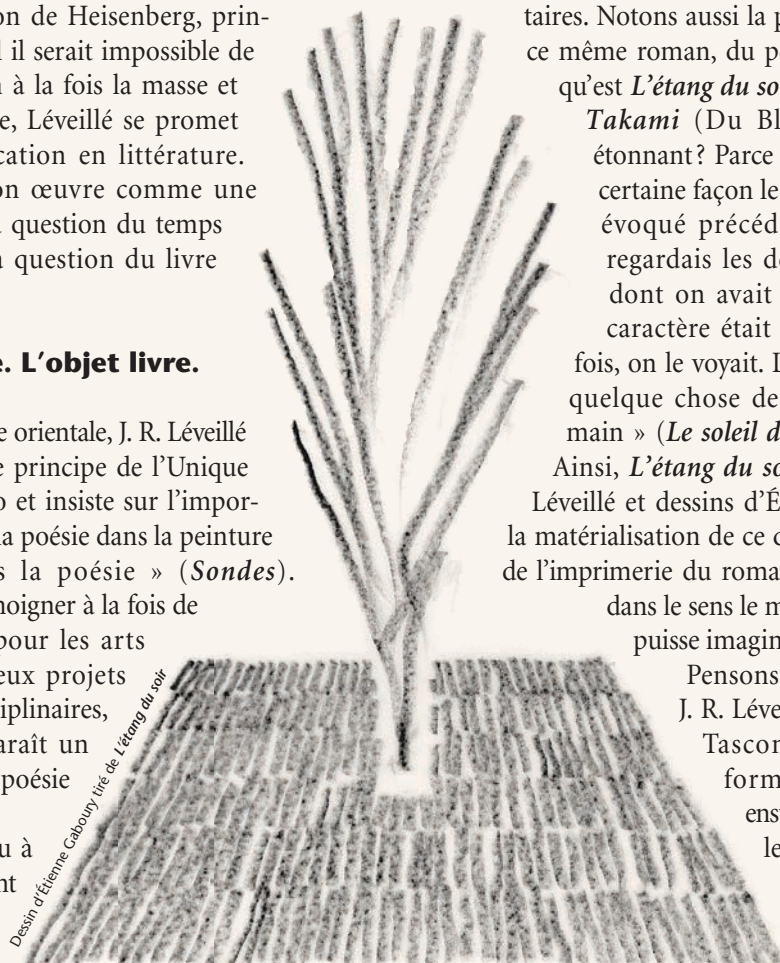 on de Heisenberg, prin-
il serait impossible de
à la fois la masse et
e, Léveillé se promet
cation en littérature.
on œuvre comme une
question du temps
question du livre
e. L’objet livre.
e orientale, J. R. Léveillé
e principe de l’Unique
o et insiste sur l’impor-
la poésie dans la peinture
s la poésie » (Sondes).
moigner à la fois de
pour les arts
eux projets
iplinaires,
araît un
poésie
u à
nt
Dessin d’Étienne Gaboury tiré de L’étang du soir
taires. Notons aussi la p
ce même roman, du p
qu’est L’étang du so
Takami (Du Bl
étonnant? Parce
certaine façon le
évoqué précéd
regardais les d
dont on avait
caractère était
fois, on le voyait. L
quelque chose de
main » (Le soleil d
Ainsi, L’étang du so
Léveillé et dessins d’É
la matérialisation de ce d
de l’imprimerie du roma
dans le sens le m
puisse imagin
Pensons
J. R. Léve
Tascon
form
ens
le